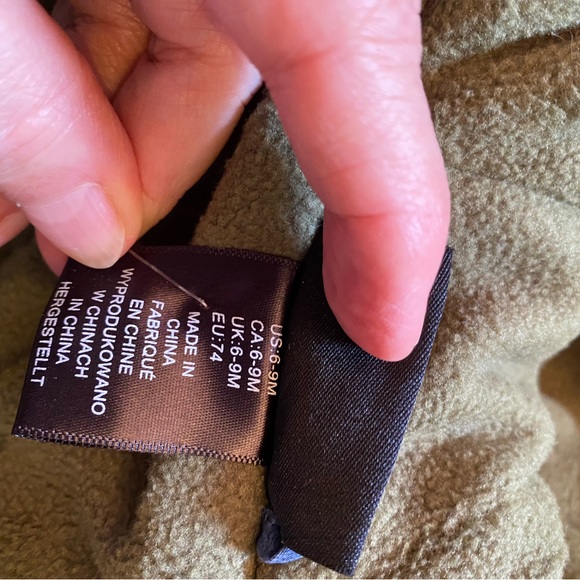 US:6-9M
CA:6-9M
UK:6-9M
EU:74
MADE IN
CHINA
FABRIQUÉ
EN CHINE
WYPRODUKOWANO
W CHINACH
IN CHINA
HERGESTELLT